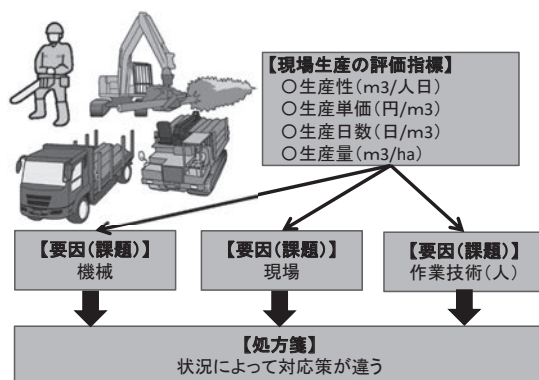 【現場生産の評価指標】
○生産性(m3/人日)
○生産単価(円/m3)
○生産日数(日/m3)
○生産量(m3/ha)
【要因(課題)】
機械
【要因(課題)】
現場
【要因(課題)】
作業技術(人)
【処方箋】
状況によって対応策が違う